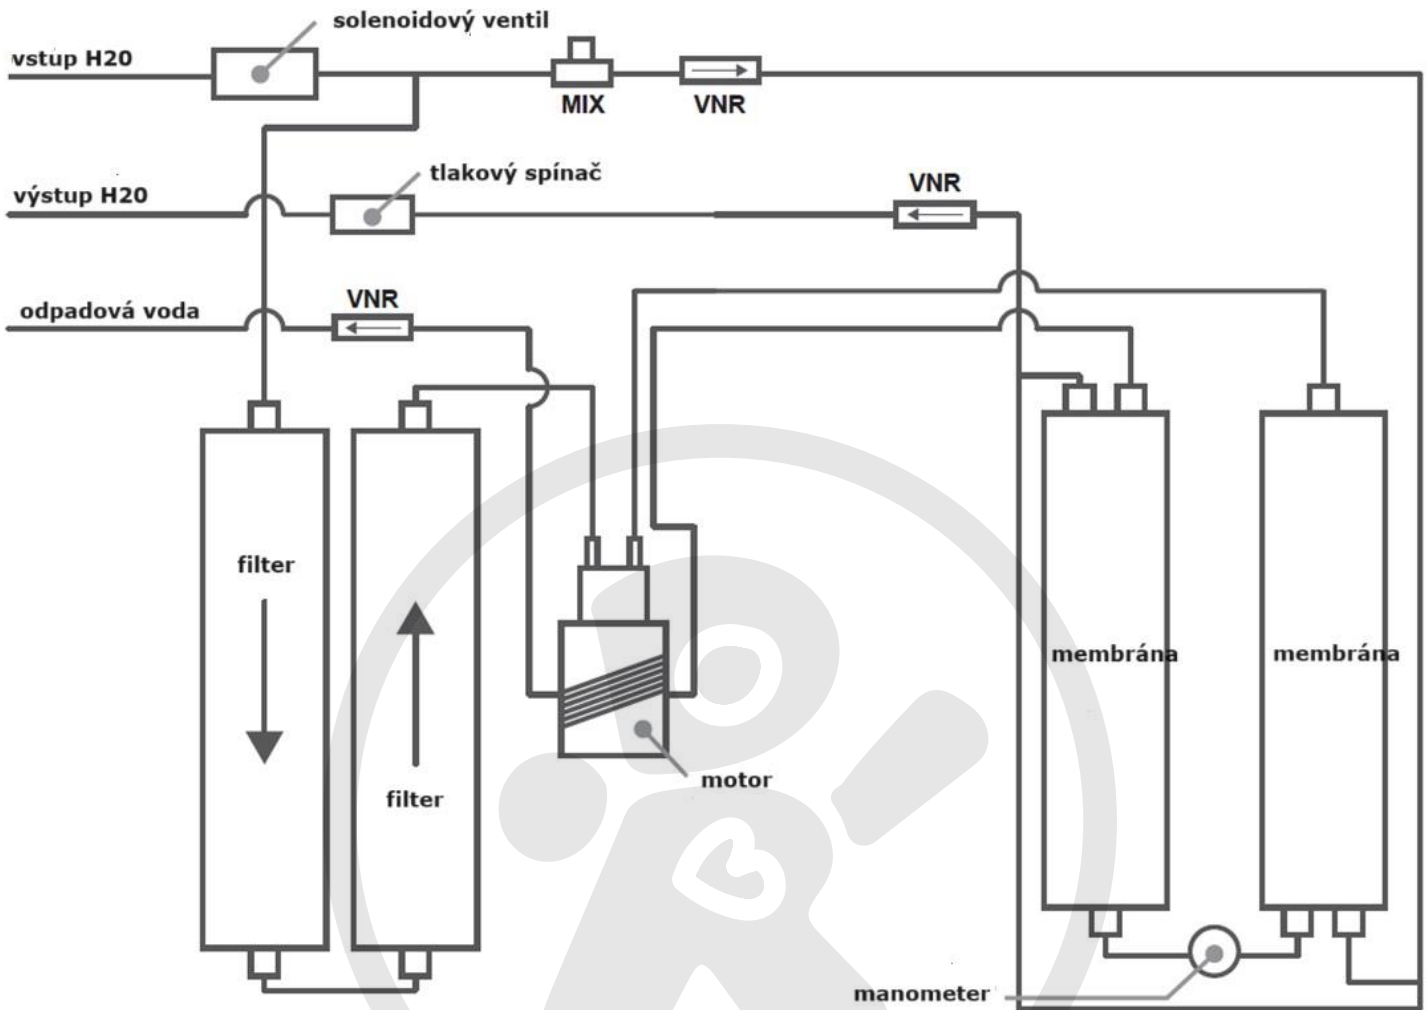 solenoidový ventil
vstup H20
MIX
VNR
tlakový spínač
výstup H20
VNR
odpadová voda
VNR
filter
membrána
membrána
motor
filter
manometer